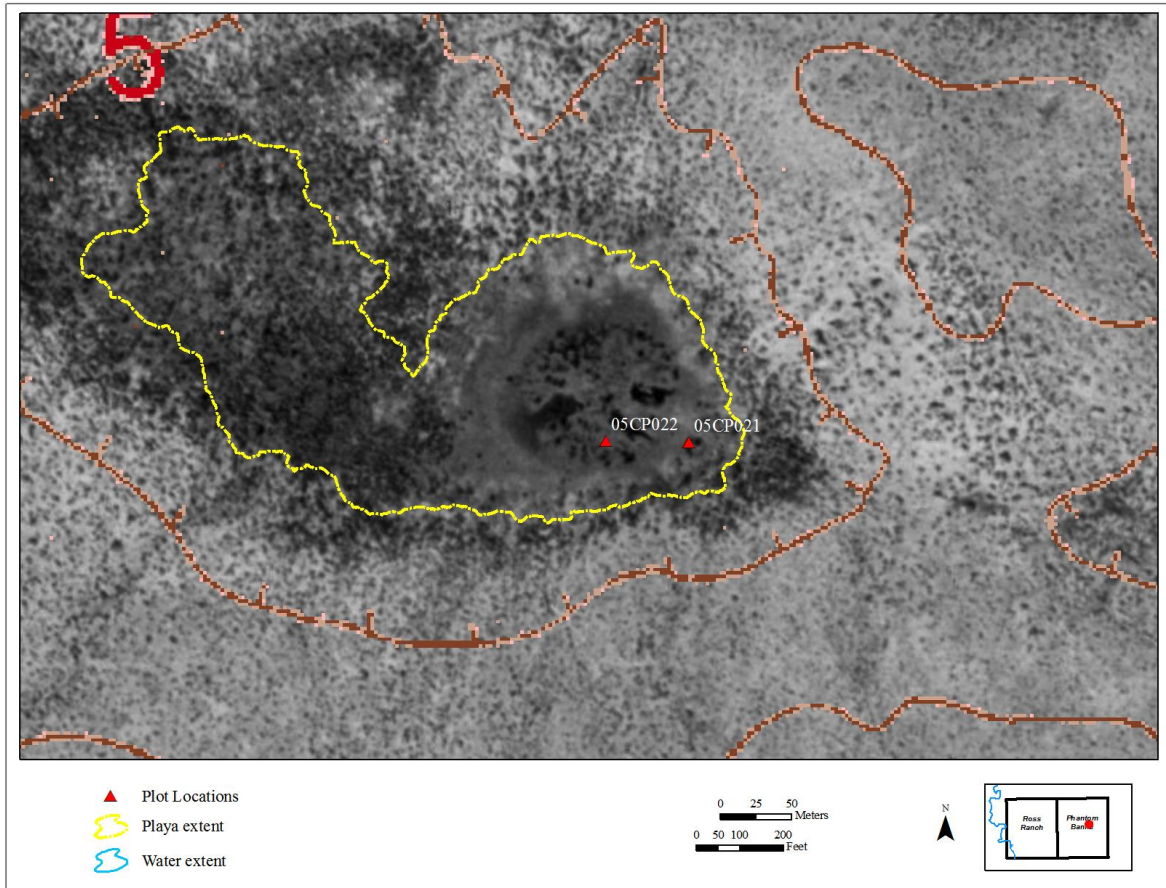 5
05CP022
05CP021
Plot Locations
Playa extent
Water extent
0 25 50
Meters
0 50 100 200
Feet
N
Ross
Ranch
Phantom
Banks